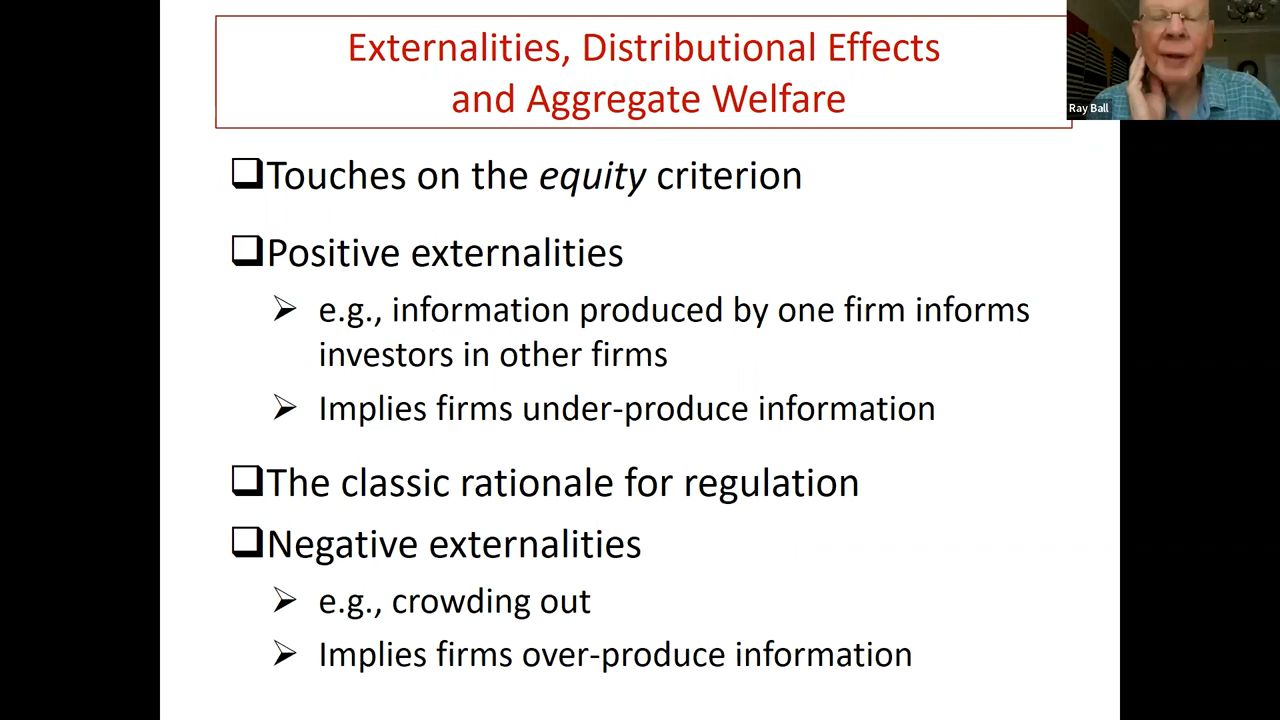 Externalities, Distributional Effects
and Aggregate Welfare
Ray Ball
Touches on the equity criterion
Positive externalities
e.g., information produced by one firm informs
investors in other firms
Implies firms under-produce information
The classic rationale for regulation
Negative externalities
e.g., crowding out
Implies firms over-produce information